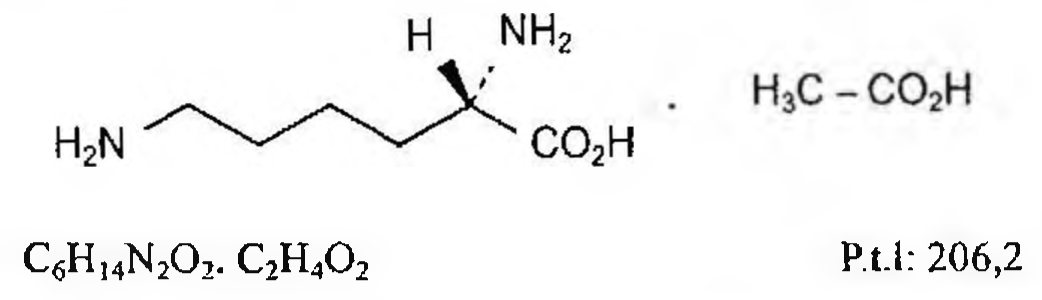 H NH₂
H₂N CO₂H . H₃C – CO₂H
C₆H₁₄N₂O₂. C₂H₄O₂ P.t.l: 206,2